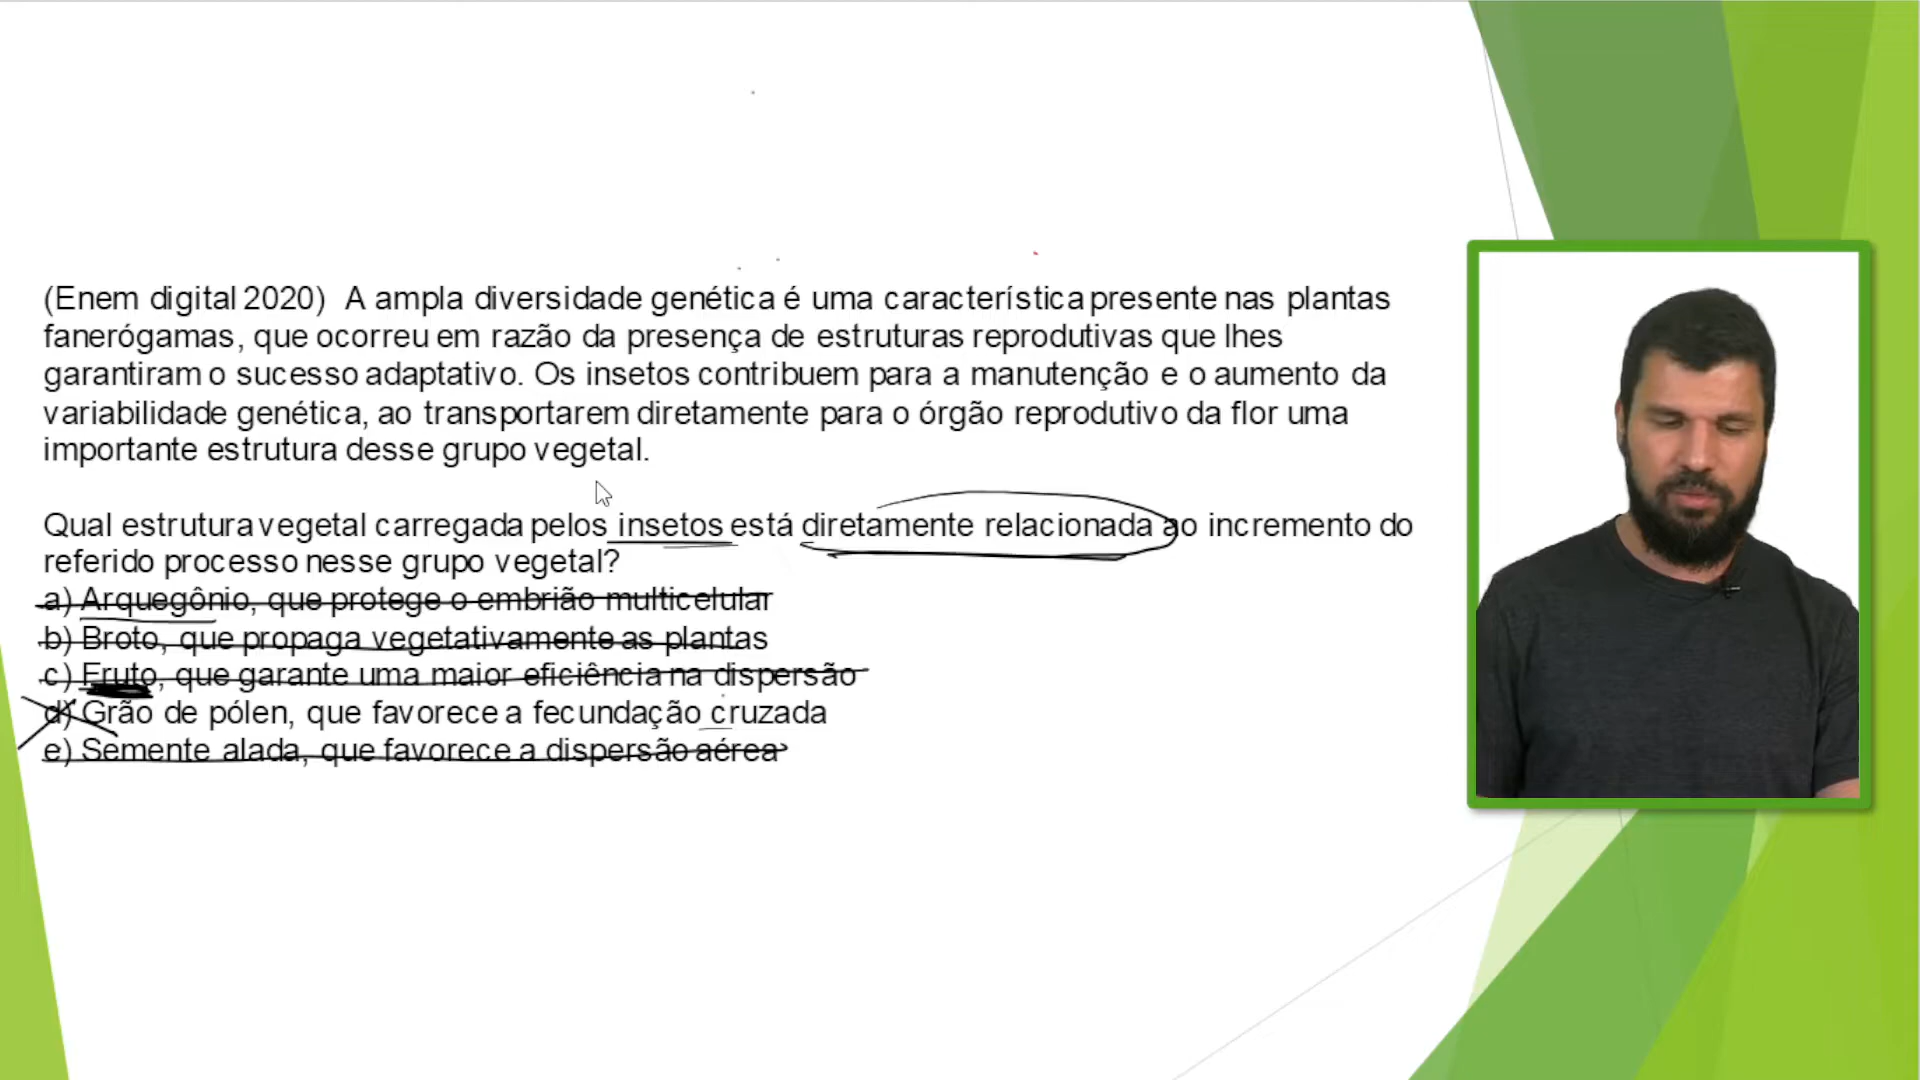 (Enem digital 2020) A ampla diversidade genética é uma característica presente nas plantas
fanerógamas, que ocorreu em razão da presença de estruturas reprodutivas que lhes
garantiram o sucesso adaptativo. Os insetos contribuem para a manutenção e o aumento da
variabilidade genética, ao transportarem diretamente para o órgão reprodutivo da flor uma
importante estrutura desse grupo vegetal.
Qual estrutura vegetal carregada pelos insetos está diretamente relacionada ao incremento do
referido processo nesse grupo vegetal?
a) Arquegônio, que protege o embrião multicelular
b) Broto, que propaga vegetativamente as plantas
c) Fruto, que garante uma maior eficiência na dispersão
d) Grão de pólen, que favorece a fecundação cruzada
e) Semente alada, que favorece a dispersão aérea